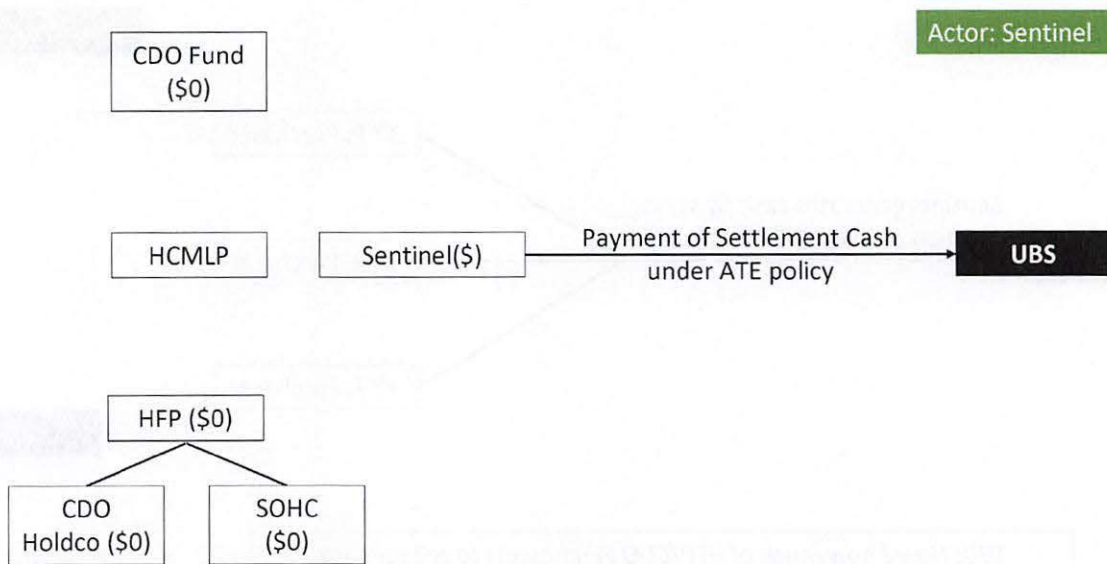 Actor: Sentinel
CDO Fund
($0)
HCMLP
Sentinel($)
Payment of Settlement Cash
under ATE policy
UBS
HFP ($0)
CDO
Holdco ($0)
SOHC
($0)